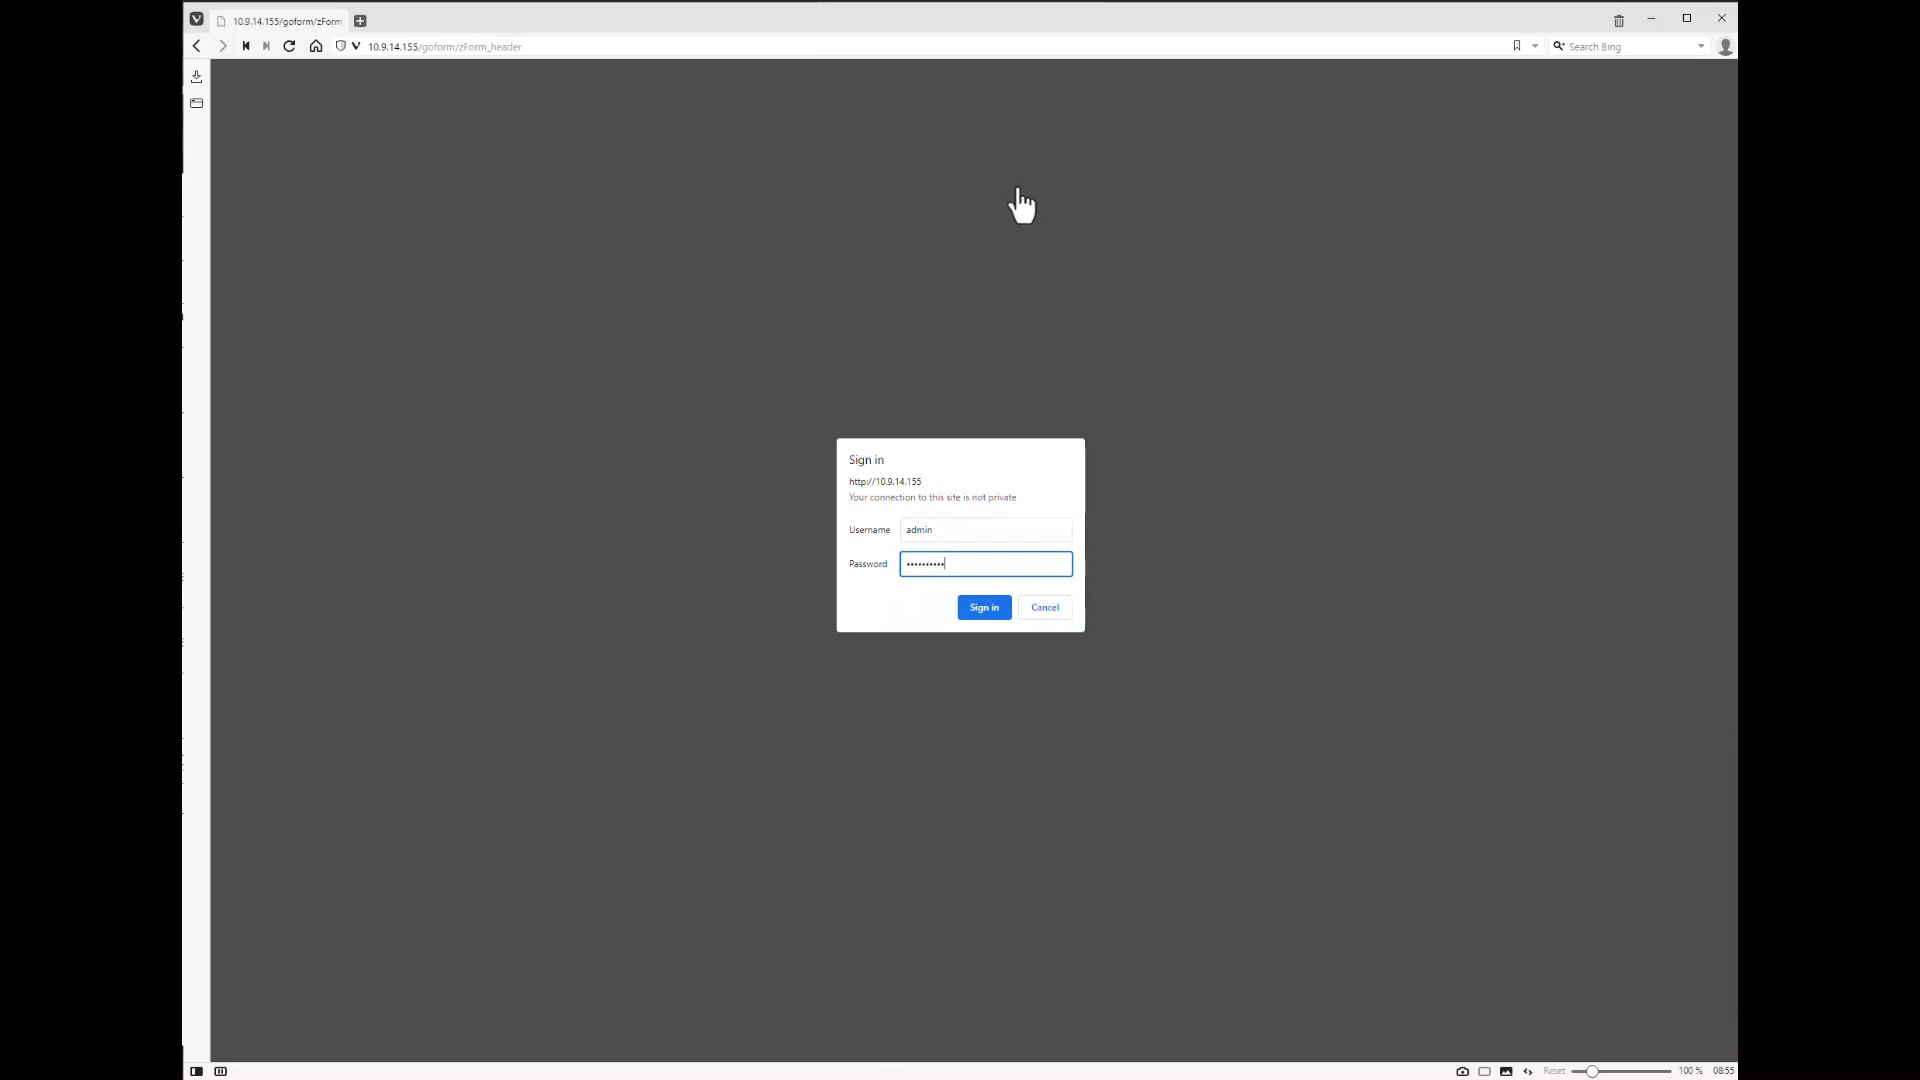 10.9.14.155/goform/zForm_
10.9.14.155/goform/zForm_header
Search Bing
Sign in
http://10.9.14.155
Your connection to this site is not private
Username
admin
Password
••••••••••
Sign in
Cancel
Reset
100 %
08:55